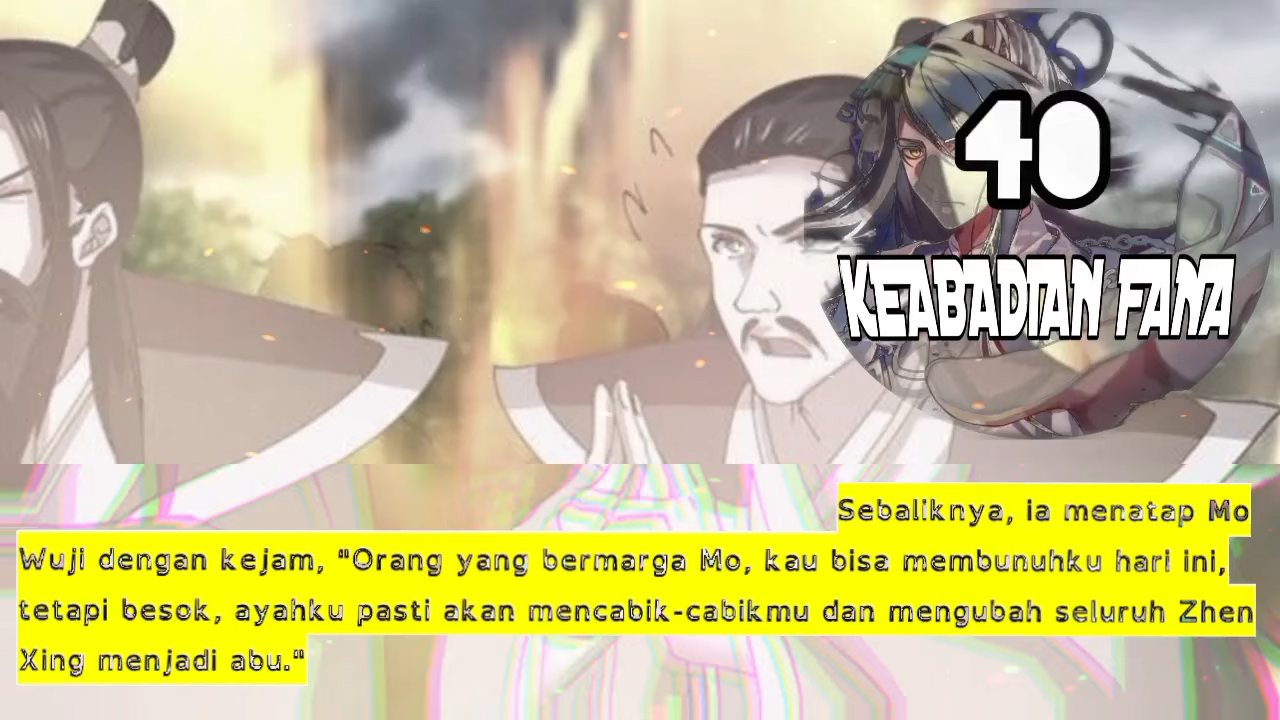 40
KEABADIAN FANA
Sebaliknya, ia menatap Mo
Wuji dengan kejam, "Orang yang bermarga Mo, kau bisa membunuhku hari ini,
tetapi besok, ayahku pasti akan mencabik-cabikmu dan mengubah seluruh Zhen
Xing menjadi abu."